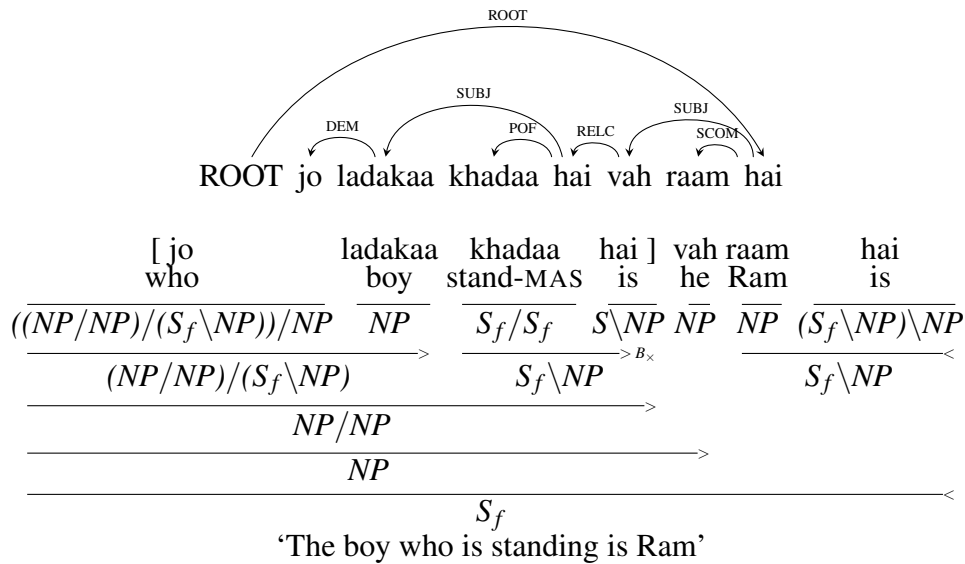 ROOT
SUBJ SUBJ
DEM POF RELC SCOM
ROOT jo ladakaa khadaa hai vah raam hai
[ jo ladakaa khadaa hai ] vah raam hai
who boy stand-MAS is he Ram is
((NP/NP)/(S_f\NP))/NP NP S_f/S_f S\NP NP NP (S_f\NP)\NP
> > B× <
(NP/NP)/(S_f\NP) S_f\NP S_f\NP
>
NP/NP
>
NP
<
S_f
‘The boy who is standing is Ram’